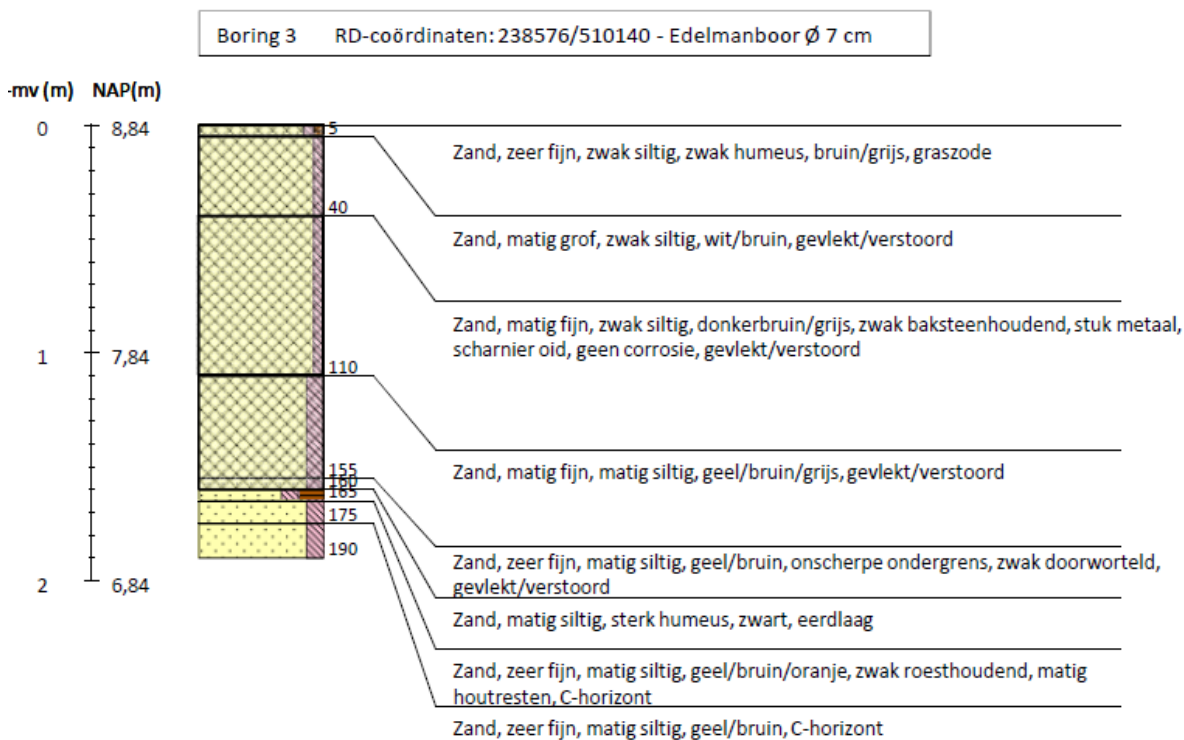 Boring 3 RD-coördinaten: 238576/510140 - Edelmanboor Ø 7 cm
-mv (m) NAP(m)
0 8,84
5
Zand, zeer fijn, zwak siltig, zwak humeus, bruin/grijs, graszode
40
Zand, matig grof, zwak siltig, wit/bruin, gevlekt/verstoord
Zand, matig fijn, zwak siltig, donkerbruin/grijs, zwak baksteenhoudend, stuk metaal,
scharnier oid, geen corrosie, gevlekt/verstoord
1 7,84
110
Zand, matig fijn, matig siltig, geel/bruin/grijs, gevlekt/verstoord
155
160
165
175
190
Zand, zeer fijn, matig siltig, geel/bruin, onscherpe ondergrens, zwak doorworteld,
gevlekt/verstoord
2 6,84
Zand, matig siltig, sterk humeus, zwart, eerdlaag
Zand, zeer fijn, matig siltig, geel/bruin/oranje, zwak roesthoudend, matig
houtresten, C-horizont
Zand, zeer fijn, matig siltig, geel/bruin, C-horizont